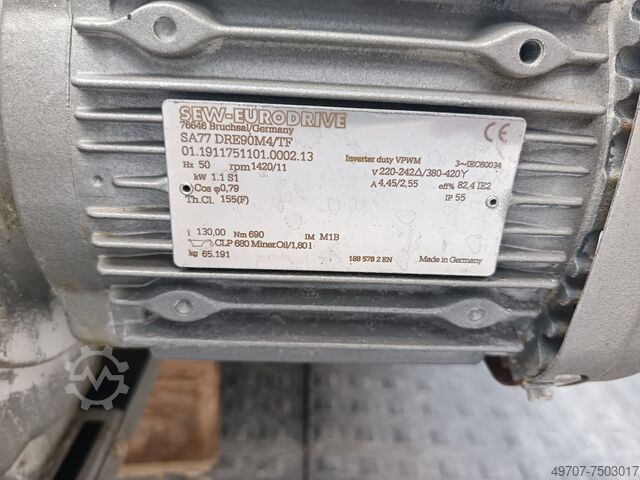 SEW-EURODRIVE
76646 Bruchsal/Germany
SA77 DRE90M4/TF
01.1911751101.0002.13
Inverter duty VPWM 3~IEC60034
Hz 50 rpm 1420/11 V 220-242Δ/380-420Y
kW 1.1 S1 A 4,45/2,55 eff% 82,4 IE2
Cos φ 0,79 IP 55
Th.Cl. 155(F)
i 130,00 Nm 690 IM M1B
CLP 680 Miner.Oil/1,80 l
kg 65.191 188 578 2 EN Made in Germany
CE
49707-7503017